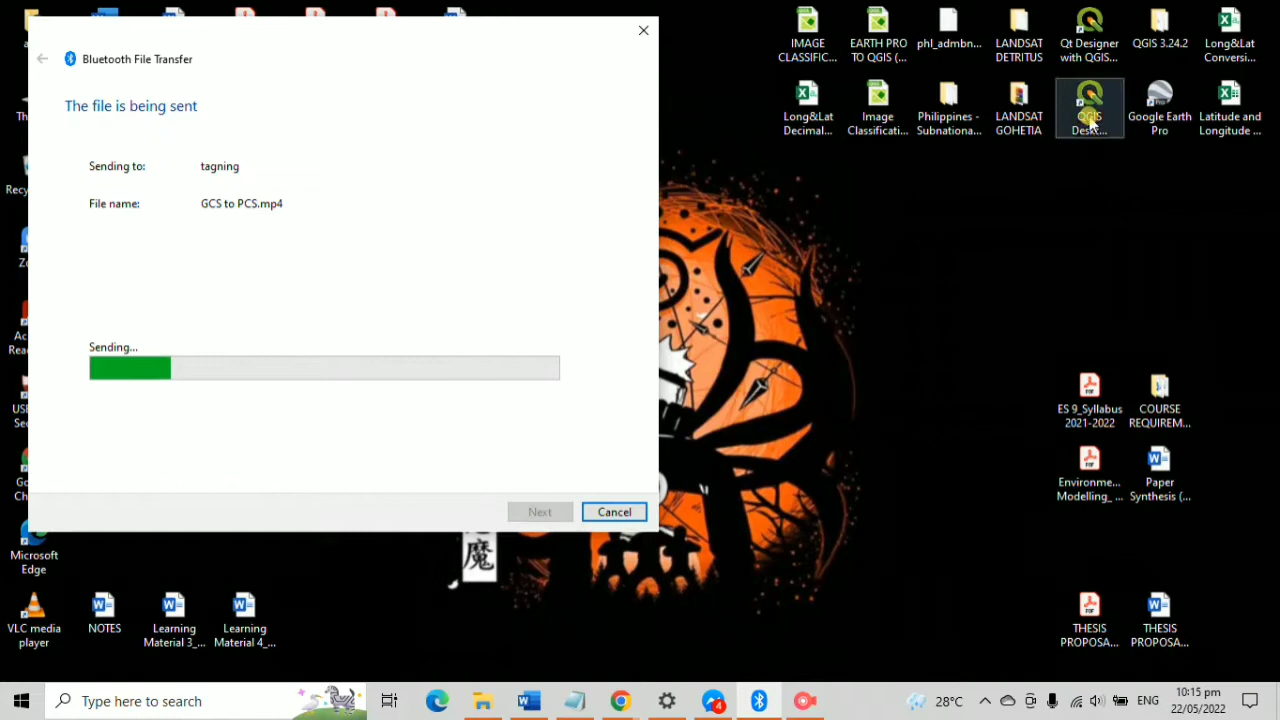 Bluetooth File Transfer
The file is being sent
Sending to:
tagning
File name:
GCS to PCS.mp4
Sending...
Next
Cancel
IMAGE
CLASSIFIC...
EARTH PRO
TO QGIS (...
phl_admbn...
LANDSAT
DETRITUS
Qt Designer
with QGIS...
QGIS 3.24.2
Long&Lat
Conversi...
Long&Lat
Decimal...
Image
Classificati...
Philippines -
Subnationa...
LANDSAT
GOHETIA
QGIS
Desk...
Google Earth
Pro
Latitude and
Longitude ...
ES 9_Syllabus
2021-2022
COURSE
REQUIREM...
Environme...
Modelling_ ...
Paper
Synthesis (...
THESIS
PROPOSA...
THESIS
PROPOSA...
魔
Microsoft
Edge
VLC media
player
NOTES
Learning
Material 3_...
Learning
Material 4_...
Type here to search
4
28°C
ENG
10:15 pm
22/05/2022